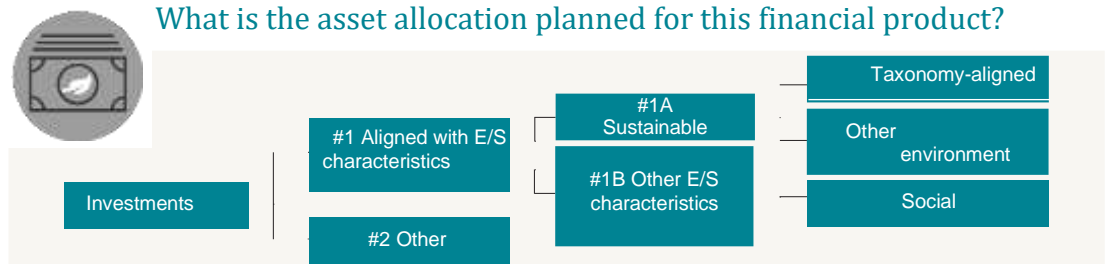 What is the asset allocation planned for this financial product?
Investments
#1 Aligned with E/S
characteristics
#2 Other
#1A
Sustainable
#1B Other E/S
characteristics
Taxonomy-aligned
Other
environment
Social